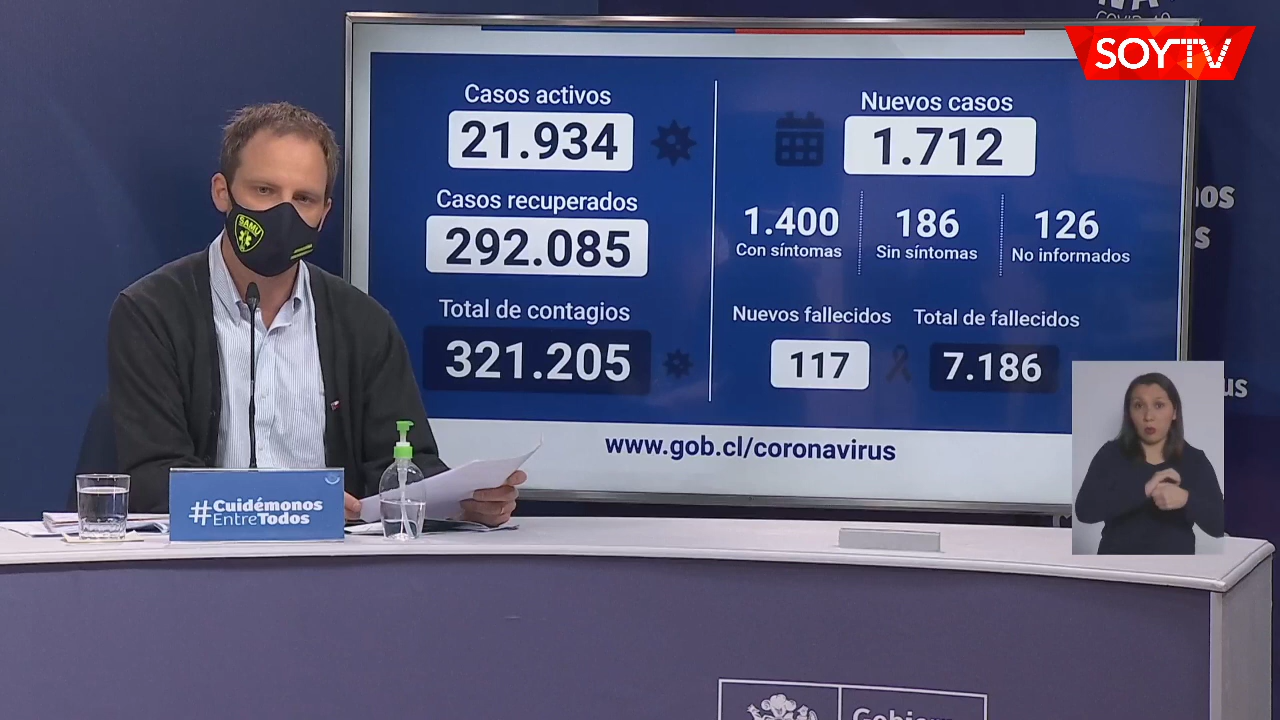 SOYTV
COVID-19
Casos activos
21.934
Casos recuperados
292.085
Total de contagios
321.205
Nuevos casos
1.712
1.400
Con síntomas
186
Sin síntomas
126
No informados
Nuevos fallecidos
117
Total de fallecidos
7.186
www.gob.cl/coronavirus
SAMU
#Cuidémonos
EntreTodos